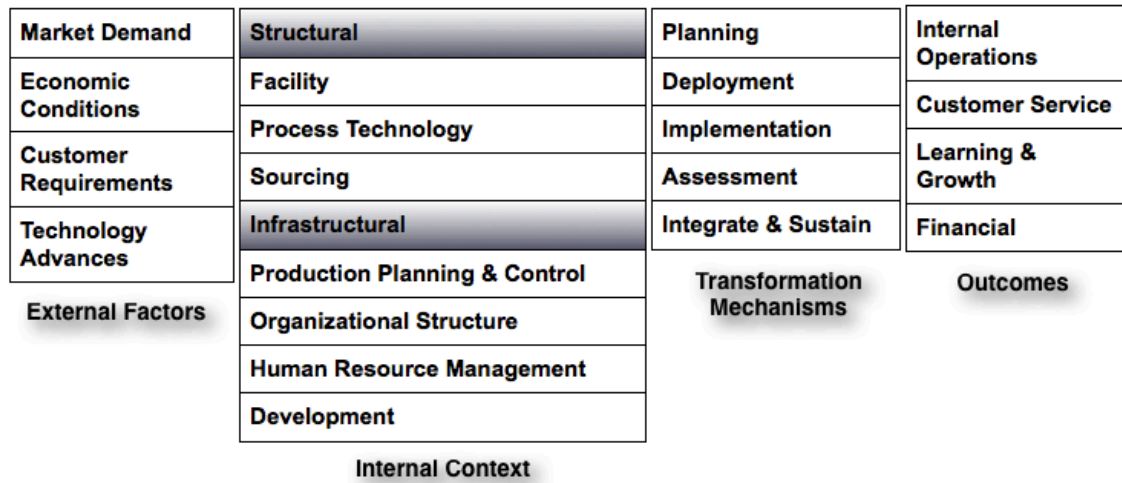 Market Demand
Economic
Conditions
Customer
Requirements
Technology
Advances
External Factors
Structural
Facility
Process Technology
Sourcing
Infrastructural
Production Planning & Control
Organizational Structure
Human Resource Management
Development
Internal Context
Planning
Deployment
Implementation
Assessment
Integrate & Sustain
Transformation
Mechanisms
Internal
Operations
Customer Service
Learning &
Growth
Financial
Outcomes